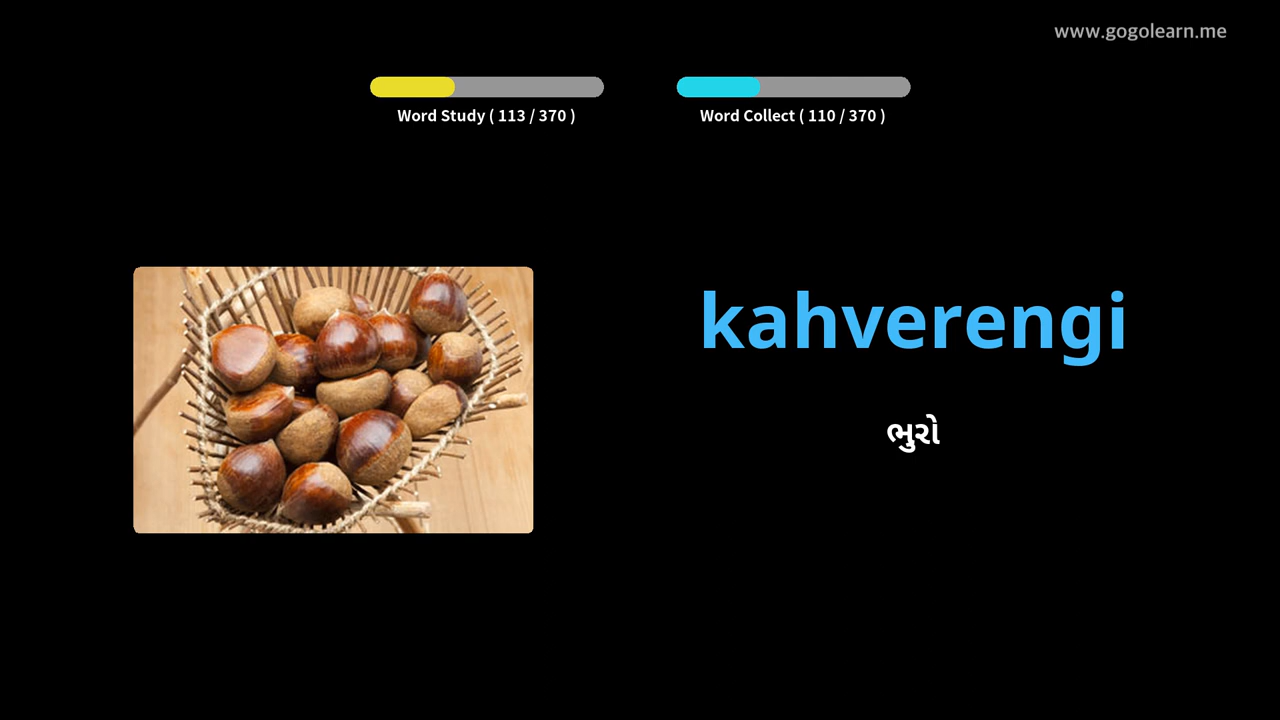 www.gogolearn.me
Word Study ( 113 / 370 )
Word Collect ( 110 / 370 )
kahverengi
ભુરો